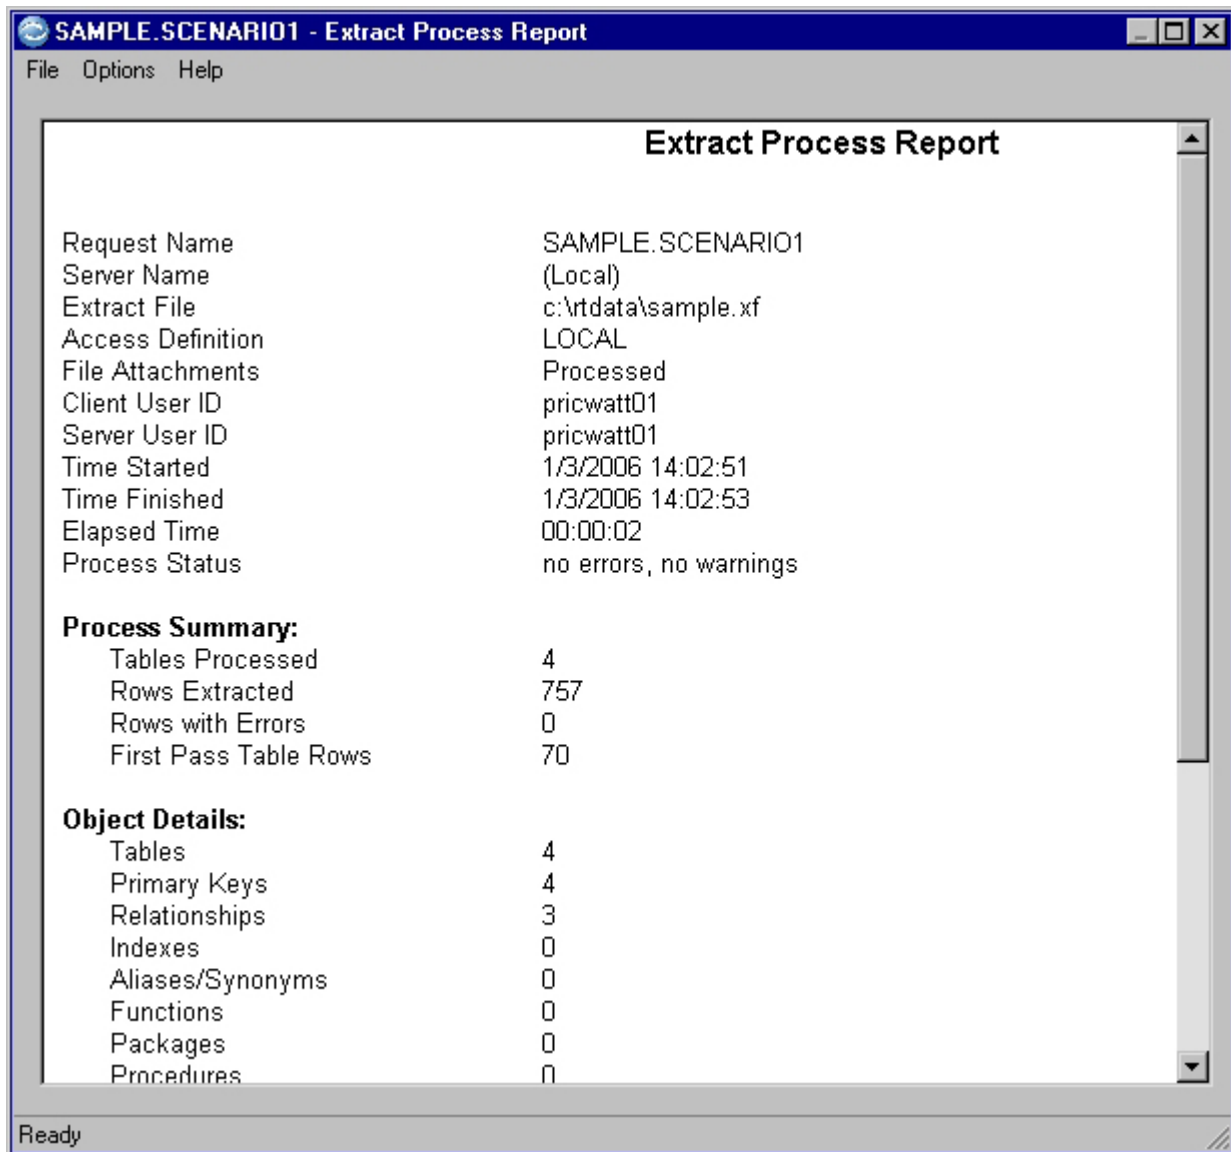 SAMPLE.SCENARIO1 - Extract Process Report
File Options Help
Extract Process Report
Request Name SAMPLE.SCENARIO1
Server Name (Local)
Extract File c:\rtdata\sample.xf
Access Definition LOCAL
File Attachments Processed
Client User ID pricwatt01
Server User ID pricwatt01
Time Started 1/3/2006 14:02:51
Time Finished 1/3/2006 14:02:53
Elapsed Time 00:00:02
Process Status no errors, no warnings
Process Summary:
Tables Processed 4
Rows Extracted 757
Rows with Errors 0
First Pass Table Rows 70
Object Details:
Tables 4
Primary Keys 4
Relationships 3
Indexes 0
Aliases/Synonyms 0
Functions 0
Packages 0
Procedures 0
Ready